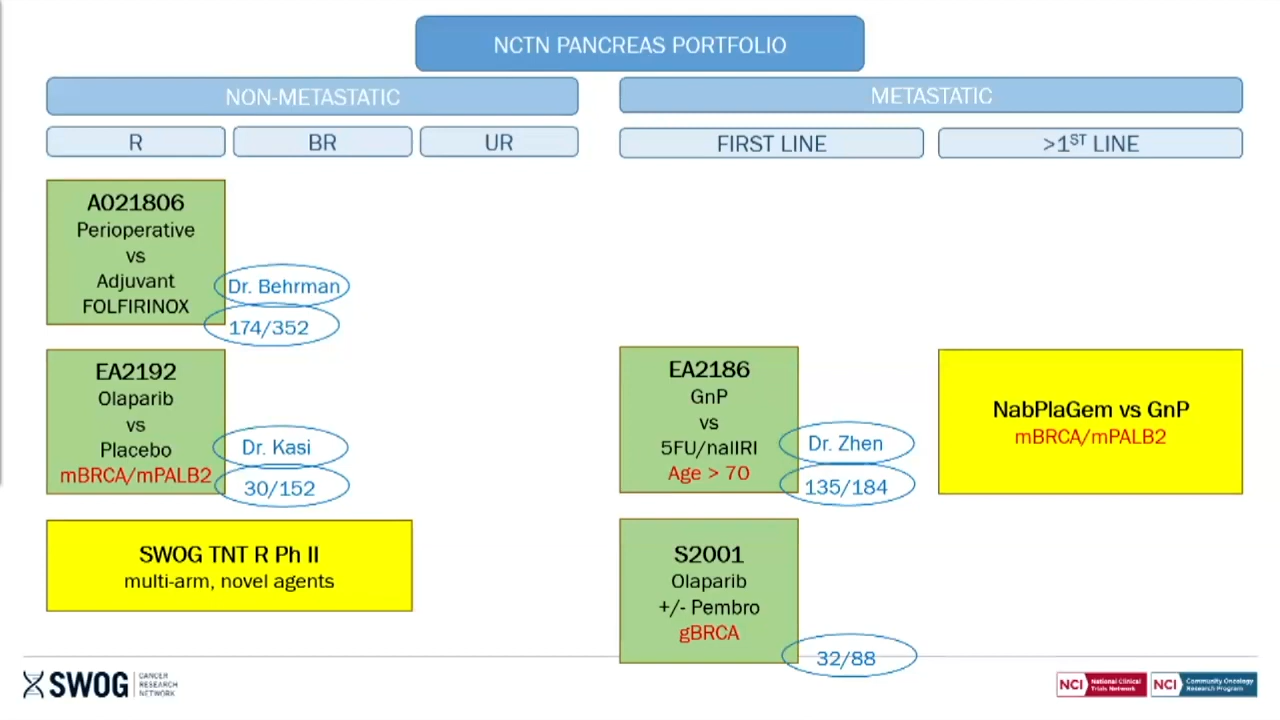 NCTN PANCREAS PORTFOLIO
NON-METASTATIC
METASTATIC
R
BR
UR
FIRST LINE
>1ST LINE
A021806
Perioperative
vs
Adjuvant
FOLFIRINOX
Dr. Behrman
174/352
EA2192
Olaparib
vs
Placebo
mBRCA/mPALB2
Dr. Kasi
30/152
SWOG TNT R Ph II
multi-arm, novel agents
EA2186
GnP
vs
5FU/nalIRI
Age > 70
Dr. Zhen
135/184
NabPlaGem vs GnP
mBRCA/mPALB2
S2001
Olaparib
+/- Pembro
gBRCA
32/88
SWOG
CANCER
RESEARCH
NETWORK
NCI
National Clinical
Trials Network
NCI
Community Oncology
Research Program